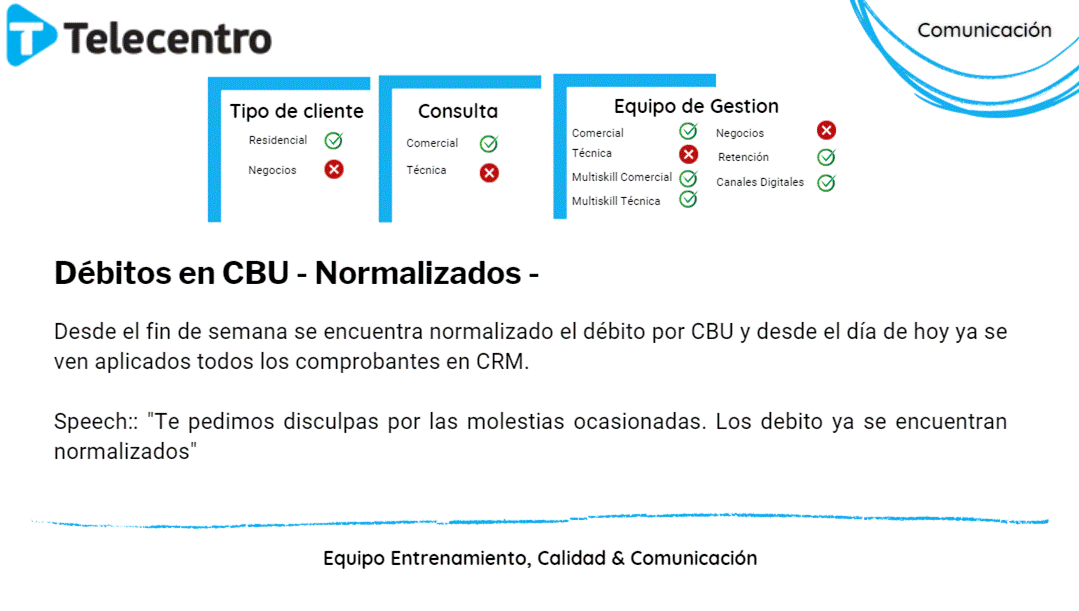 Telecentro
Comunicación
Tipo de cliente
Residencial
Negocios
Consulta
Comercial
Técnica
Equipo de Gestion
Comercial
Técnica
Multiskill Comercial
Multiskill Técnica
Negocios
Retención
Canales Digitales
Débitos en CBU - Normalizados -
Desde el fin de semana se encuentra normalizado el débito por CBU y desde el día de hoy ya se
ven aplicados todos los comprobantes en CRM.
Speech:: "Te pedimos disculpas por las molestias ocasionadas. Los debito ya se encuentran
normalizados"
Equipo Entrenamiento, Calidad & Comunicación